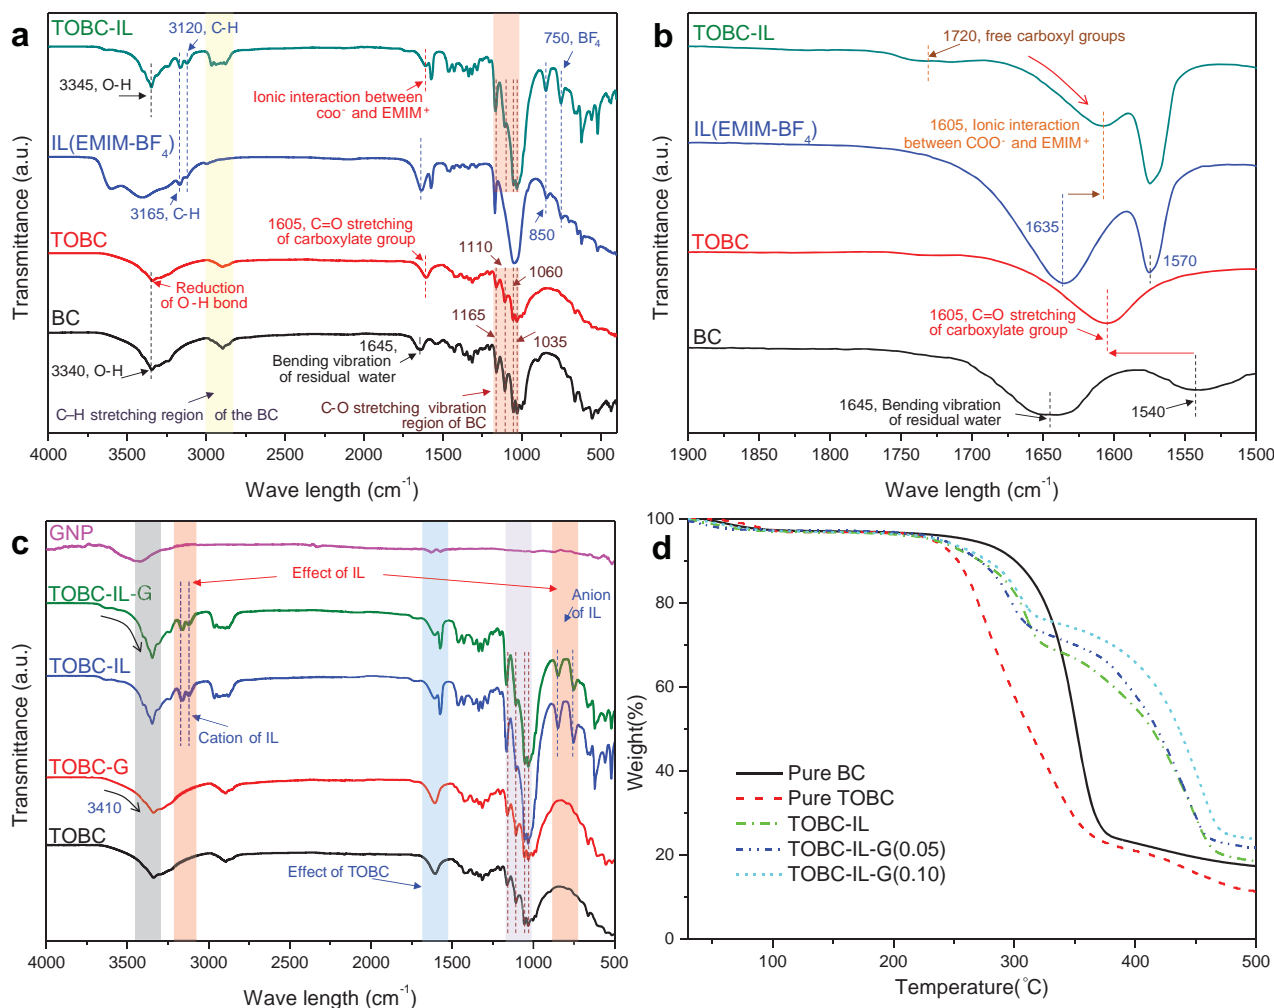 a
TOBC-IL
3120, C-H
750, BF4
3345, O-H
Ionic interaction between
coo- and EMIM+
IL(EMIM-BF4)
3165, C-H
850
TOBC
1605, C=O stretching
of carboxylate group
1110
1060
Reduction
of O-H bond
BC
1165
1035
1645,
Bending vibration
of residual water
3340, O-H
C-H stretching region of the BC
C-O stretching vibration
region of BC
Transmittance (a.u.)
4000 3500 3000 2500 2000 1500 1000 500
Wave length (cm-1)
b
TOBC-IL
1720, free carboxyl groups
1605, Ionic interaction
between COO- and EMIM+
IL(EMIM-BF4)
1635
1570
TOBC
1605, C=O stretching
of carboxylate group
BC
1645, Bending vibration
of residual water
1540
Transmittance (a.u.)
1900 1850 1800 1750 1700 1650 1600 1550 1500
Wave length (cm-1)
c
GNP
Effect of IL
TOBC-IL-G
Anion
of IL
TOBC-IL
Cation of IL
TOBC-G
3410
TOBC
Effect of TOBC
Transmittance (a.u.)
4000 3500 3000 2500 2000 1500 1000 500
Wave length (cm-1)
d
100
80
60
40
20
0
Weight(%)
Pure BC
Pure TOBC
TOBC-IL
TOBC-IL-G(0.05)
TOBC-IL-G(0.10)
100 200 300 400 500
Temperature(°C)